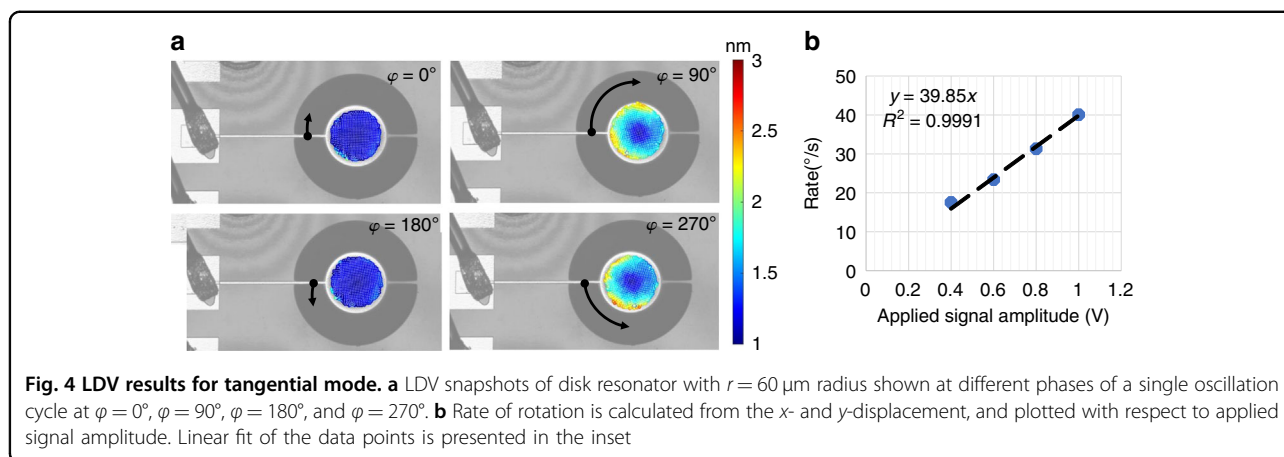 a
φ = 0°
φ = 90°
φ = 180°
φ = 270°
nm
3
2.5
2
1.5
1
b
y = 39.85x
R² = 0.9991
Rate(°/s)
50
40
30
20
10
0
0 0.2 0.4 0.6 0.8 1 1.2
Applied signal amplitude (V)
Fig. 4 LDV results for tangential mode. a LDV snapshots of disk resonator with r = 60 μm radius shown at different phases of a single oscillation
cycle at φ = 0°, φ = 90°, φ = 180°, and φ = 270°. b Rate of rotation is calculated from the x- and y-displacement, and plotted with respect to applied
signal amplitude. Linear fit of the data points is presented in the inset